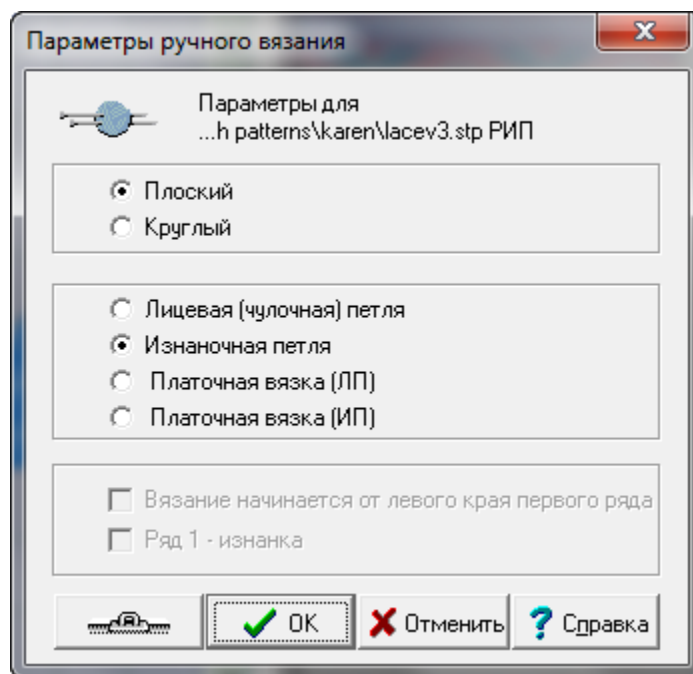 Параметры ручного вязания
Параметры для
...h patterns\karen\lacev3.stp РИП
Плоский
Круглый
Лицевая (чулочная) петля
Изнаночная петля
Платочная вязка (ЛП)
Платочная вязка (ИП)
Вязание начинается от левого края первого ряда
Ряд 1 - изнанка
OK
Отменить
Справка